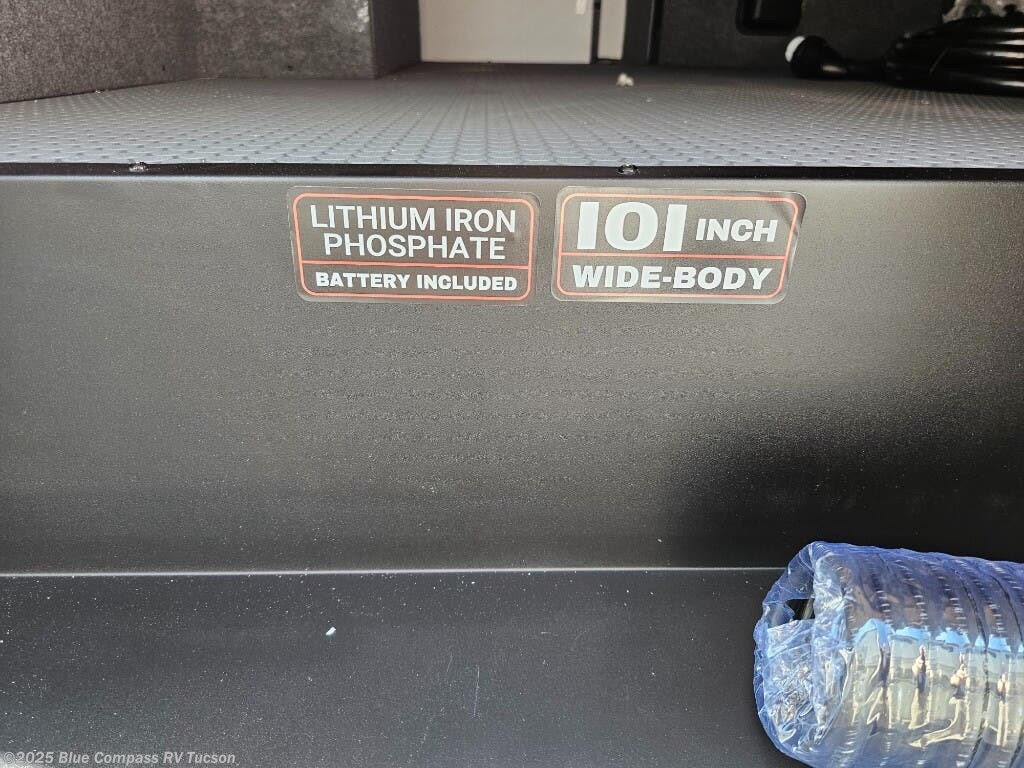 LITHIUM IRON
PHOSPHATE
BATTERY INCLUDED
101 INCH
WIDE-BODY
©2025 Blue Compass RV Tucson